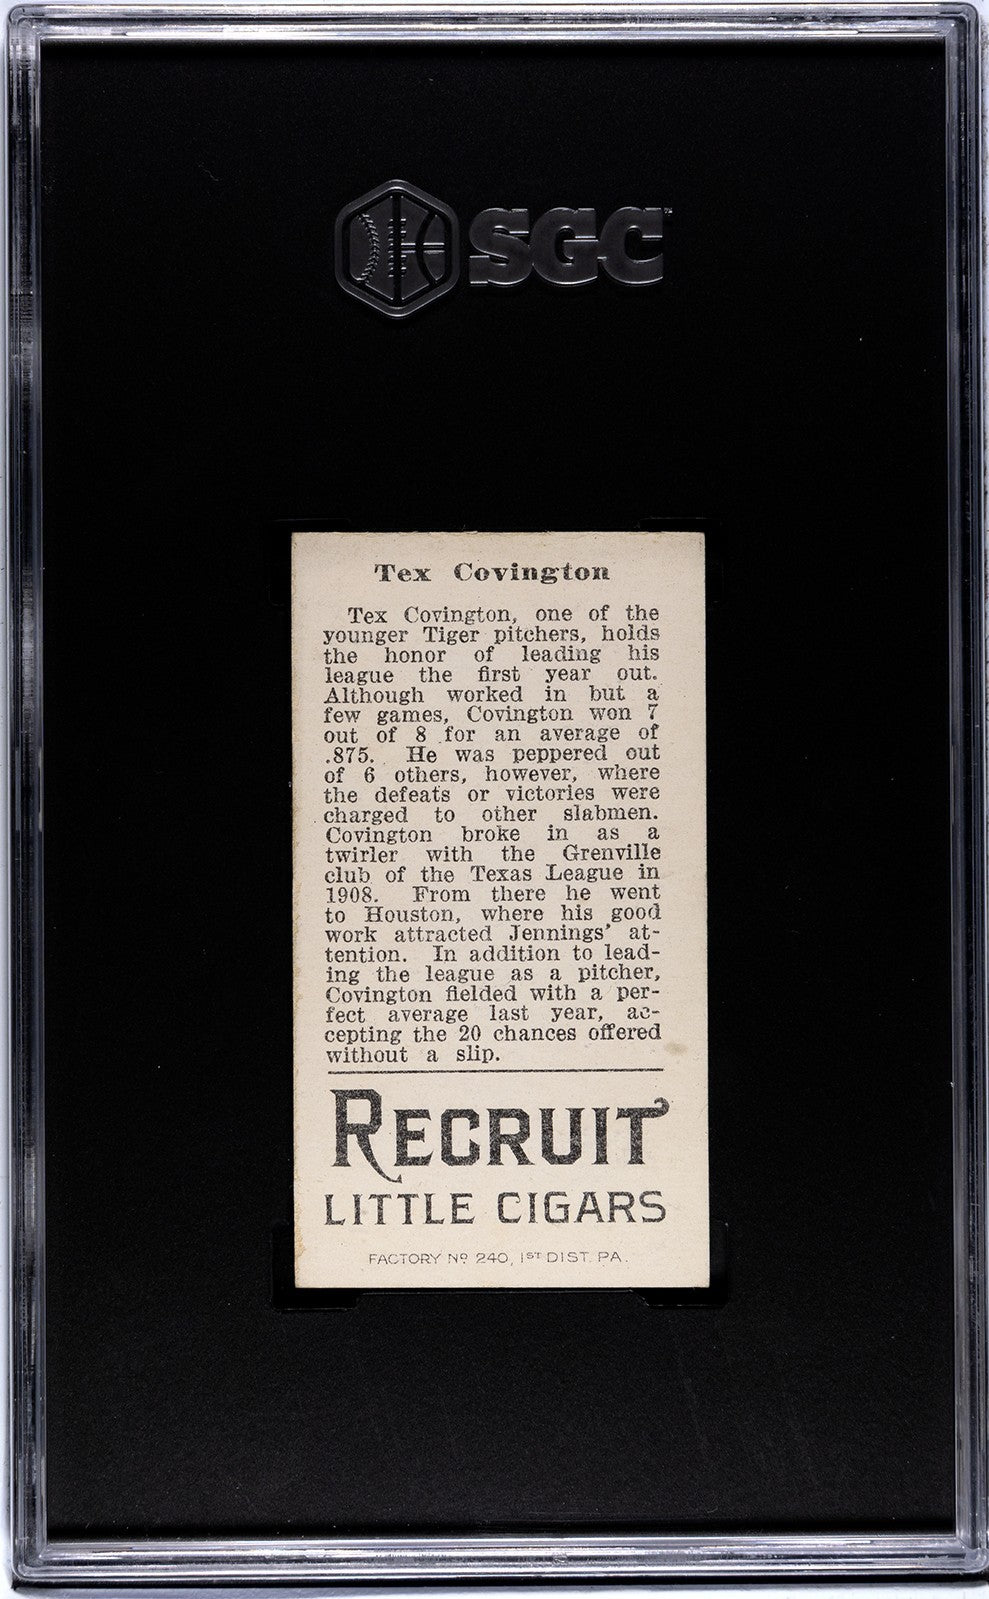 SGC™
Tex Covington
Tex Covington, one of the
younger Tiger pitchers, holds
the honor of leading his
league the first year out.
Although worked in but a
few games, Covington won 7
out of 8 for an average of
.875. He was peppered out
of 6 others, however, where
the defeats or victories were
charged to other slabmen.
Covington broke in as a
twirler with the Grenville
club of the Texas League in
1908. From there he went
to Houston, where his good
work attracted Jennings' at-
tention. In addition to lead-
ing the league as a pitcher,
Covington fielded with a per-
fect average last year, ac-
cepting the 20 chances offered
without a slip.
RECRUIT
LITTLE CIGARS
FACTORY Nº 240, 1ST DIST. PA.